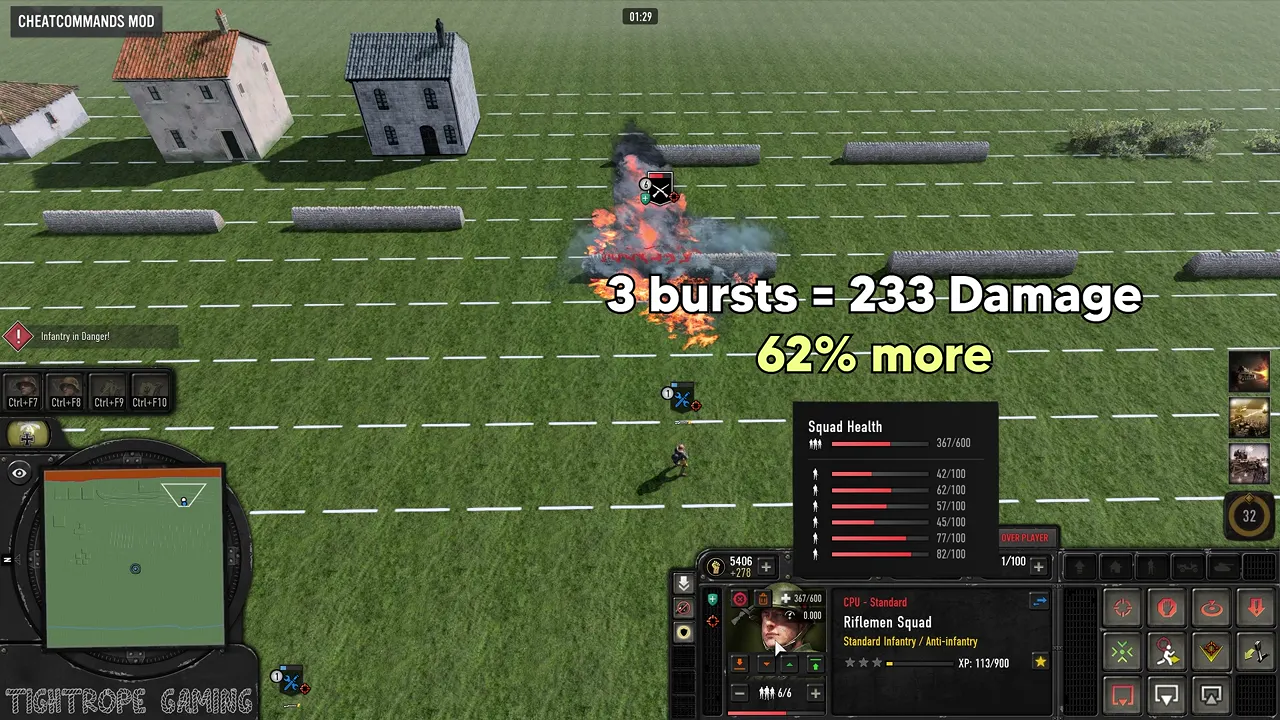 CHEATCOMMANDS MOD
01:29
6
3 bursts = 233 Damage
62% more
Infantry in Danger!
Ctrl+F7 Ctrl+F8 Ctrl+F9 Ctrl+F10
1
Squad Health
367/600
42/100
62/100
57/100
45/100
77/100
82/100
32
N
OVER PLAYER
5406
+278
1/100
367/600
0.000
CPU - Standard
Riflemen Squad
Standard Infantry / Anti-infantry
XP: 113/900
6/6
1
TIGHTROPE GAMING